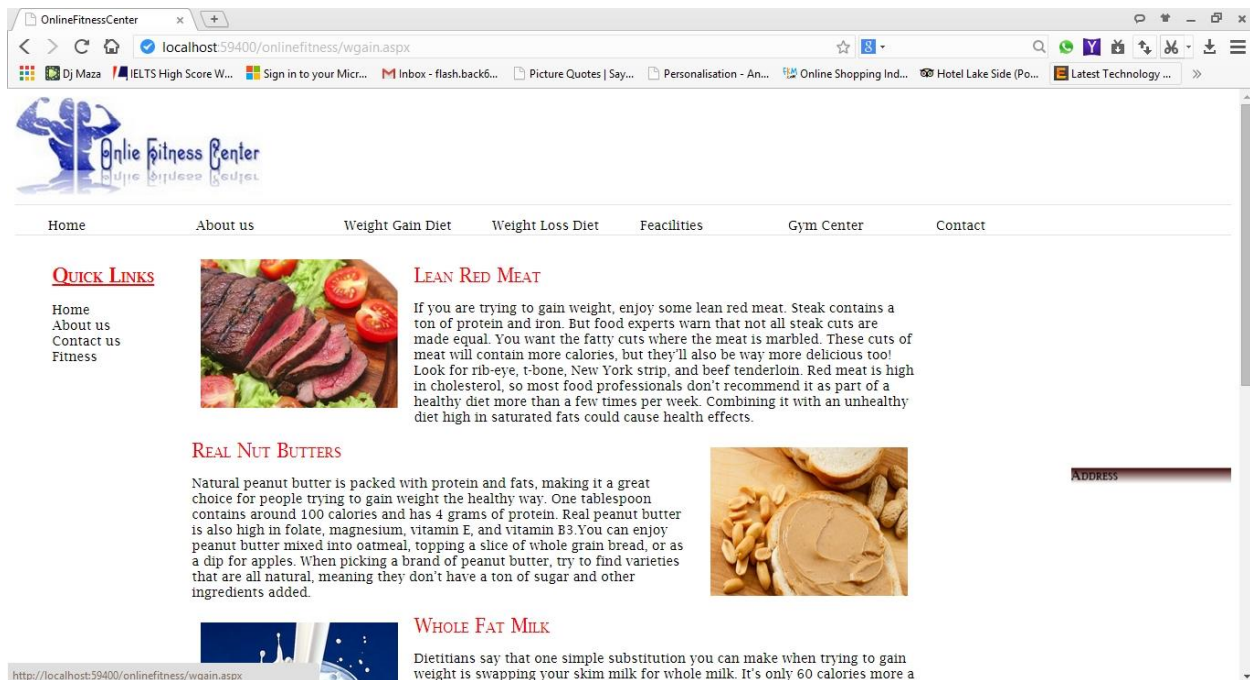 OnlineFitnessCenter
localhost:59400/onlinefitness/wgain.aspx
Dj Maza IELTS High Score W... Sign in to your Micr... Inbox - flash.back6... Picture Quotes | Say... Personalisation - An... Online Shopping Ind... Hotel Lake Side (Po... Latest Technology ...
Onlie Fitness Center
Home About us Weight Gain Diet Weight Loss Diet Feacilities Gym Center Contact
Quick Links
Home
About us
Contact us
Fitness
Lean Red Meat
If you are trying to gain weight, enjoy some lean red meat. Steak contains a
ton of protein and iron. But food experts warn that not all steak cuts are
made equal. You want the fatty cuts where the meat is marbled. These cuts of
meat will contain more calories, but they'll also be way more delicious too!
Look for rib-eye, t-bone, New York strip, and beef tenderloin. Red meat is high
in cholesterol, so most food professionals don't recommend it as part of a
healthy diet more than a few times per week. Combining it with an unhealthy
diet high in saturated fats could cause health effects.
Real Nut Butters
Natural peanut butter is packed with protein and fats, making it a great
choice for people trying to gain weight the healthy way. One tablespoon
contains around 100 calories and has 4 grams of protein. Real peanut butter
is also high in folate, magnesium, vitamin E, and vitamin B3.You can enjoy
peanut butter mixed into oatmeal, topping a slice of whole grain bread, or as
a dip for apples. When picking a brand of peanut butter, try to find varieties
that are all natural, meaning they don't have a ton of sugar and other
ingredients added.
Address
Whole Fat Milk
Dietitians say that one simple substitution you can make when trying to gain
weight is swapping your skim milk for whole milk. It's only 60 calories more a
http://localhost:59400/onlinefitness/wgain.aspx